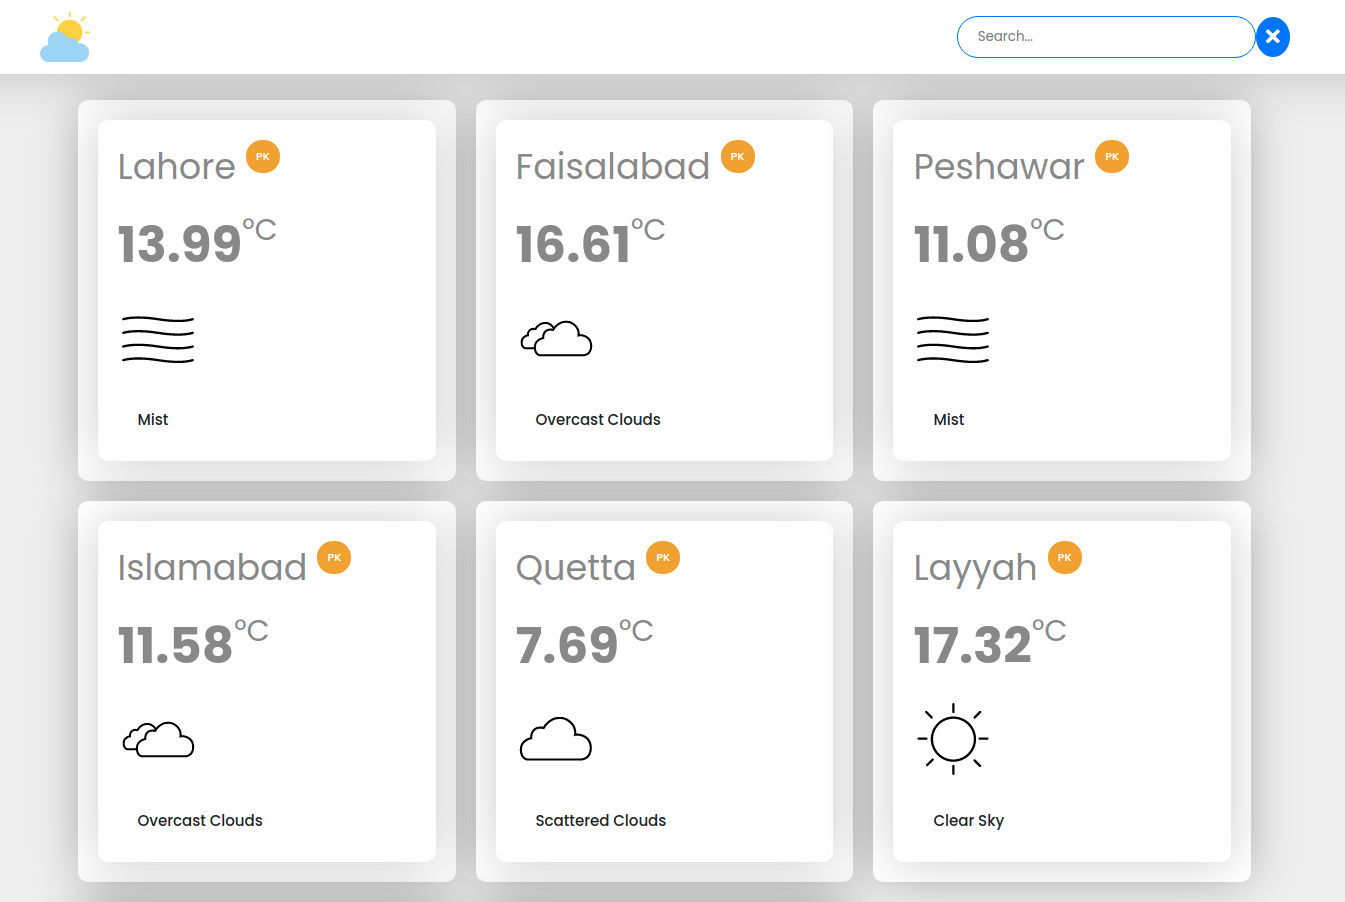 Search...
Lahore PK
13.99°C
Mist
Faisalabad PK
16.61°C
Overcast Clouds
Peshawar PK
11.08°C
Mist
Islamabad PK
11.58°C
Overcast Clouds
Quetta PK
7.69°C
Scattered Clouds
Layyah PK
17.32°C
Clear Sky